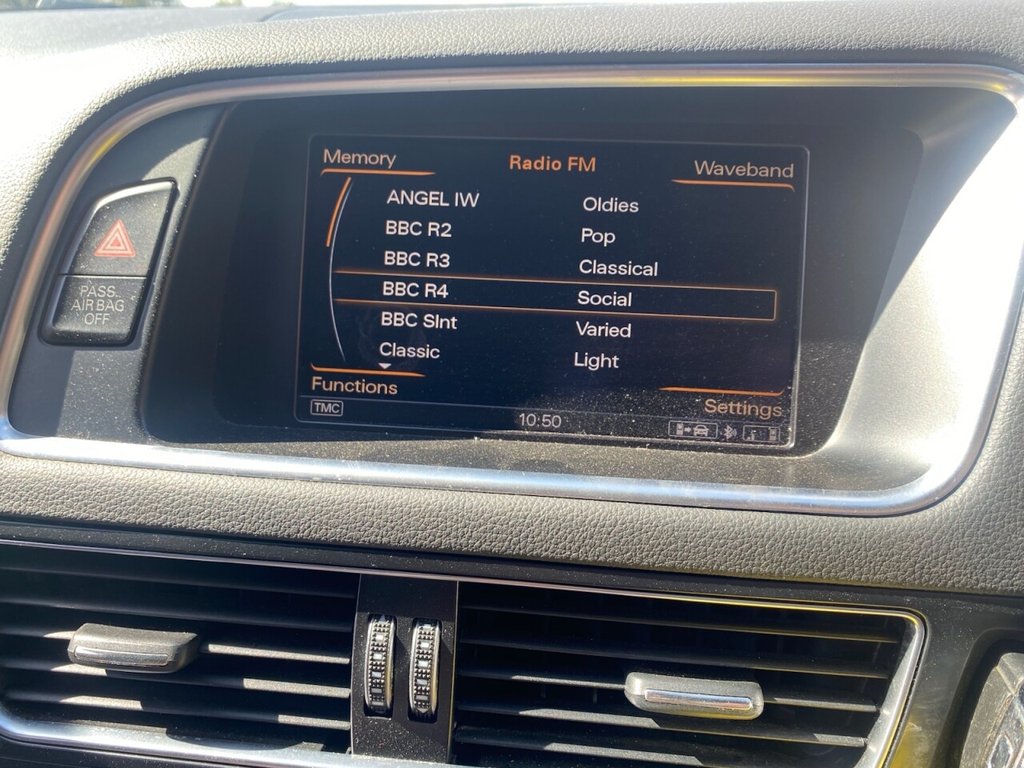 Memory
Radio FM
Waveband
ANGEL IW Oldies
BBC R2 Pop
BBC R3 Classical
BBC R4 Social
BBC Slnt Varied
Classic Light
Functions
Settings
TMC
10:50
PASS.
AIR BAG
OFF